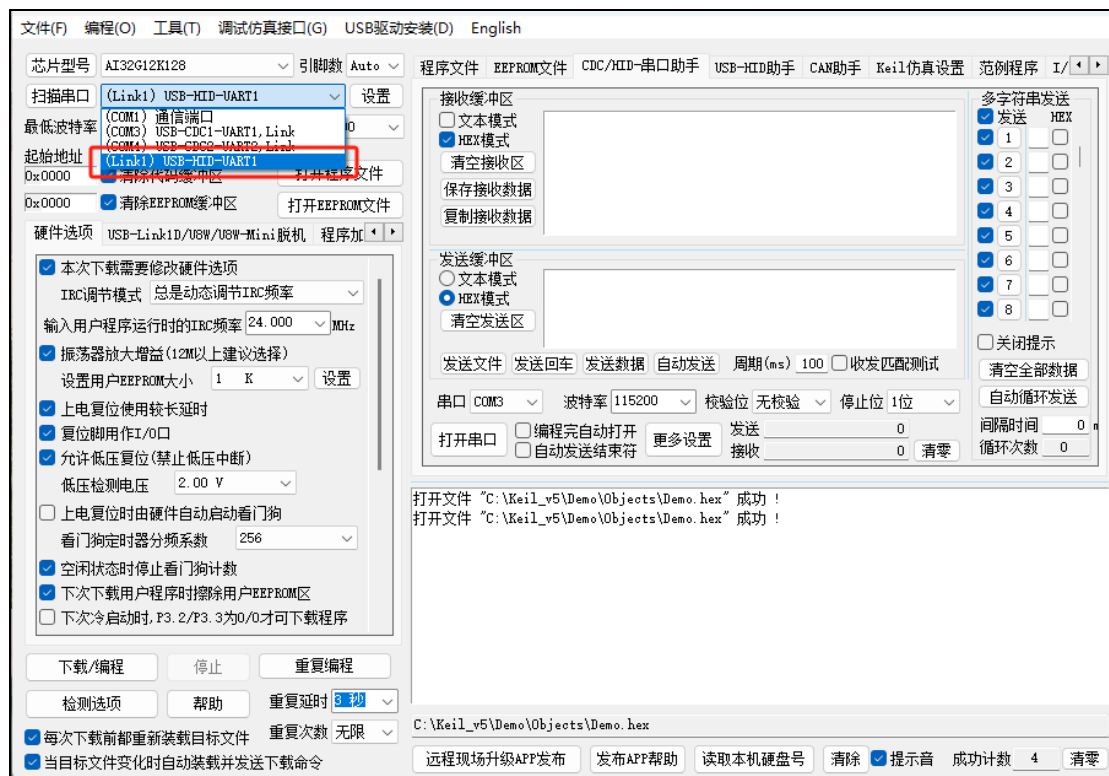 文件(F) 编程(O) 工具(T) 调试仿真接口(G) USB驱动安装(D) English
芯片型号 AI32G12K128 引脚数 Auto
扫描串口 (Link1) USB-HID-UART1 设置
(COM1) 通信端口
(COM3) USB-CDC1-UART1,Link
(COM4) USB-CDC2-UART2,Link
(Link1) USB-HID-UART1
最低波特率
起始地址
0x0000 清除代码缓冲区 打开程序文件
0x0000 清除EEPROM缓冲区 打开EEPROM文件
硬件选项 USB-Link1D/U8W/U8W-Mini脱机 程序加
本次下载需要修改硬件选项
IRC调节模式 总是动态调节IRC频率
输入用户程序运行时的IRC频率 24.000 MHz
振荡器放大增益(12M以上建议选择)
设置用户EEPROM大小 1 K 设置
上电复位使用较长延时
复位脚用作I/O口
允许低压复位(禁止低压中断)
低压检测电压 2.00 V
上电复位时由硬件自动启动看门狗
看门狗定时器分频系数 256
空闲状态时停止看门狗计数
下次下载用户程序时擦除用户EEPROM区
下次冷启动时,P3.2/P3.3为0/0才可下载程序
下载/编程 停止 重复编程
检测选项 帮助 重复延时 3 秒
每次下载前都重新装载目标文件 重复次数 无限
当目标文件变化时自动装载并发送下载命令
程序文件 EEPROM文件 CDC/HID-串口助手 USB-HID助手 CAN助手 Keil仿真设置 范例程序 I/
接收缓冲区
文本模式
HEX模式
清空接收区
保存接收数据
复制接收数据
发送缓冲区
文本模式
HEX模式
清空发送区
发送文件 发送回车 发送数据 自动发送 周期(ms) 100 收发匹配测试
串口 COM3 波特率 115200 校验位 无校验 停止位 1位
打开串口 编程完自动打开 更多设置 发送 0
自动发送结束符 接收 0 清零
多字符串发送
发送 HEX
1
2
3
4
5
6
7
8
关闭提示
清空全部数据
自动循环发送
间隔时间 0
循环次数 0
打开文件 "C:\Keil_v5\Demo\Objects\Demo.hex" 成功 !
打开文件 "C:\Keil_v5\Demo\Objects\Demo.hex" 成功 !
C:\Keil_v5\Demo\Objects\Demo.hex
远程现场升级APP发布 发布APP帮助 读取本机硬盘号 清除 提示音 成功计数 4 清零